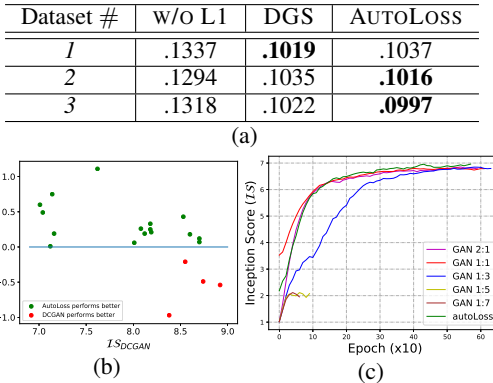 Dataset # W/O L1 DGS AUTOLOSS
1 .1337 .1019 .1037
2 .1294 .1035 .1016
3 .1318 .1022 .0997
(a)
1.0
0.5
0.0
-0.5
-1.0
AutoLoss performs better
DCGAN performs better
7.0 7.5 8.0 8.5 9.0
IS_DCGAN
(b)
Inception Score (IS)
7
6
5
4
3
2
1
GAN 2:1
GAN 1:1
GAN 1:3
GAN 1:5
GAN 1:7
autoLoss
0 10 20 30 40 50 60
Epoch (x10)
(c)